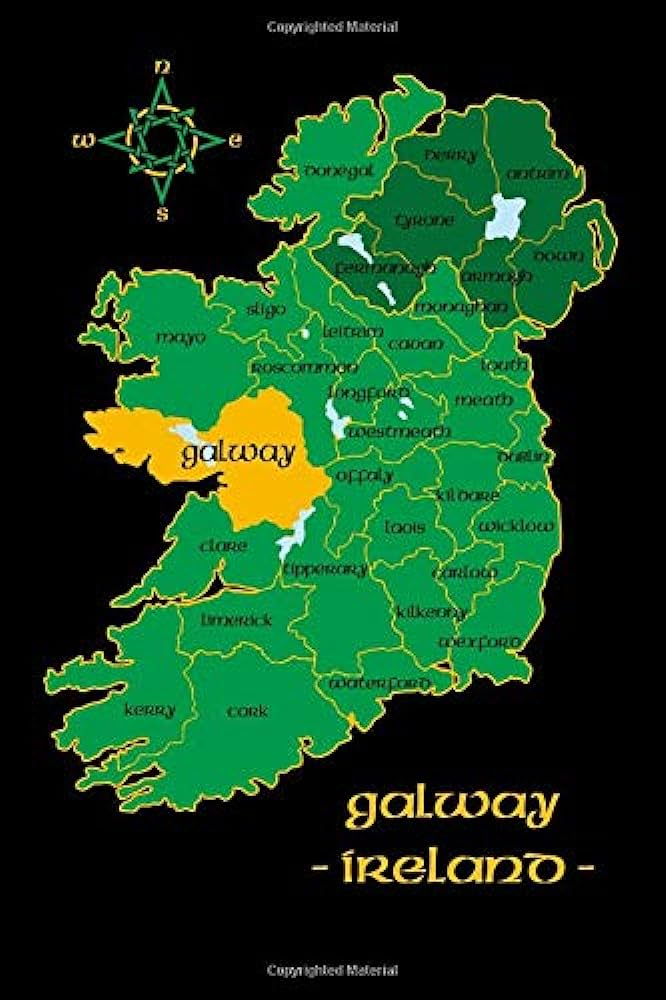 Copyrighted Material
n
w e
s
Donegal
Derry
Antrim
Tyrone
Down
Fermanagh
Armagh
Monaghan
Sligo
Leitrim
Cavan
Mayo
Roscommon
Louth
Longford
Meath
Westmeath
Galway
Dublin
Offaly
Kildare
Laois
Wicklow
Clare
Tipperary
Carlow
Kilkenny
Limerick
Wexford
Waterford
Kerry
Cork
Galway
- Ireland -
Copyrighted Material